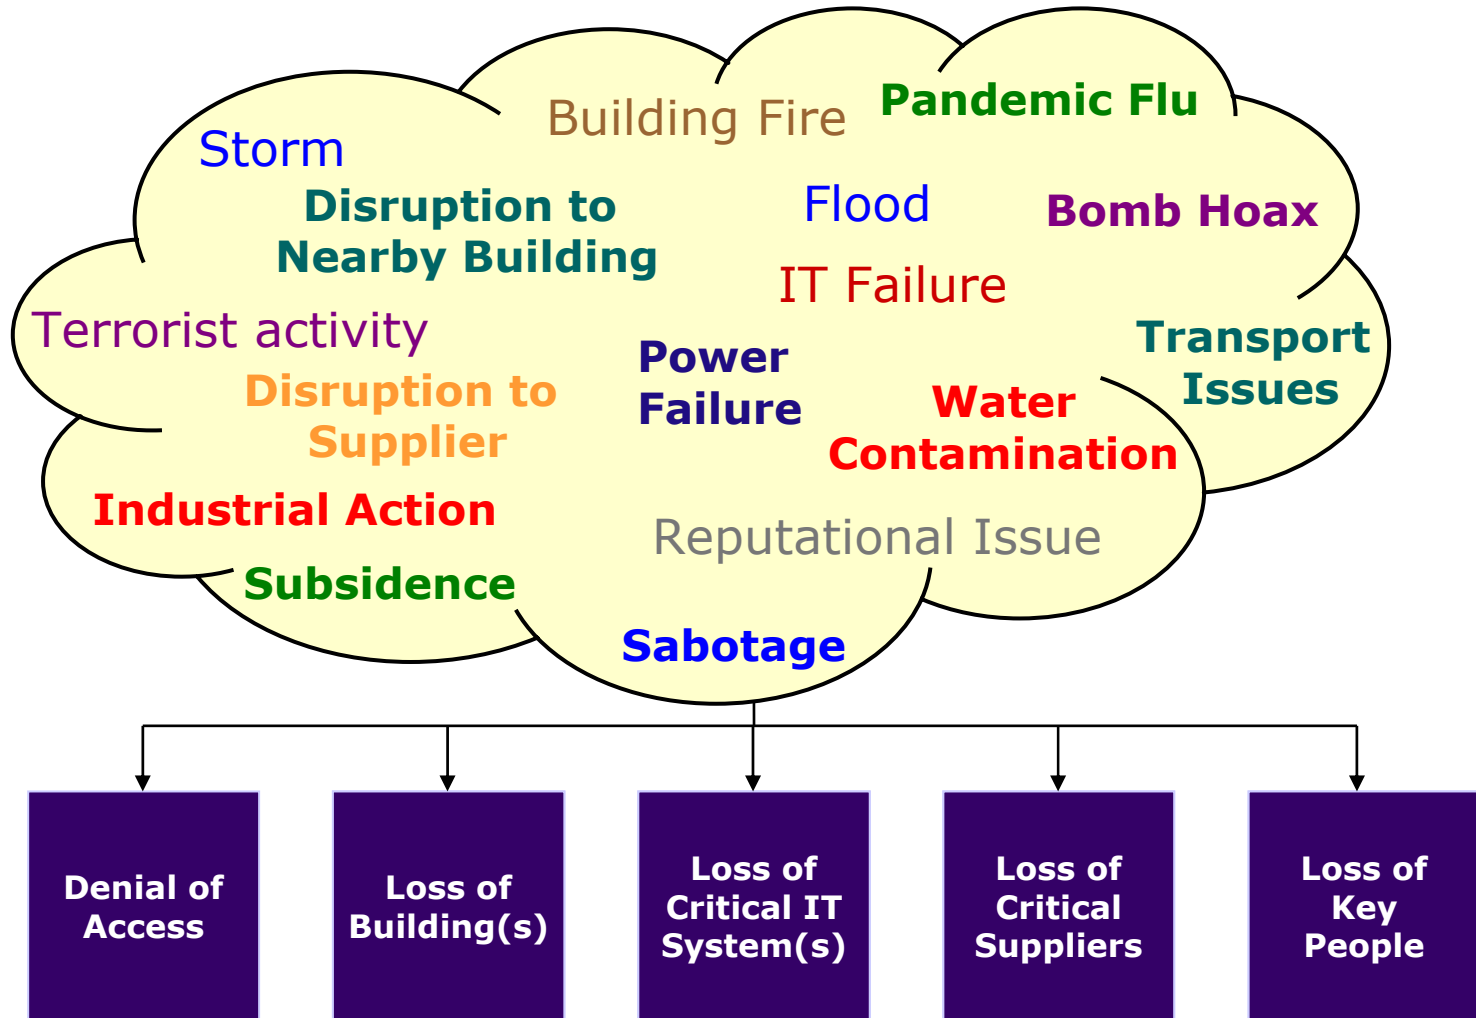 Building Fire
Pandemic Flu
Storm
Disruption to
Nearby Building
Flood
Bomb Hoax
IT Failure
Terrorist activity
Power
Failure
Transport
Issues
Disruption to
Supplier
Water
Contamination
Industrial Action
Reputational Issue
Subsidence
Sabotage
Denial of
Access
Loss of
Building(s)
Loss of
Critical IT
System(s)
Loss of
Critical
Suppliers
Loss of
Key
People